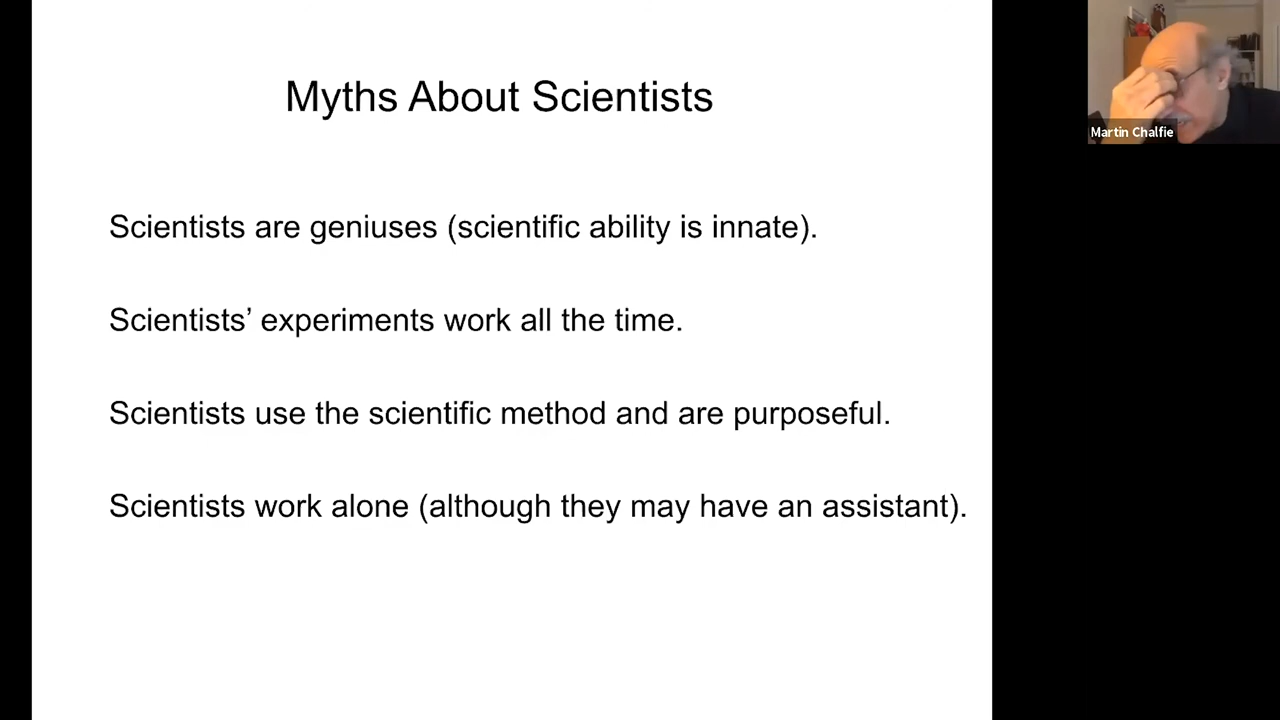 Myths About Scientists
Martin Chalfie
Scientists are geniuses (scientific ability is innate).
Scientists’ experiments work all the time.
Scientists use the scientific method and are purposeful.
Scientists work alone (although they may have an assistant).